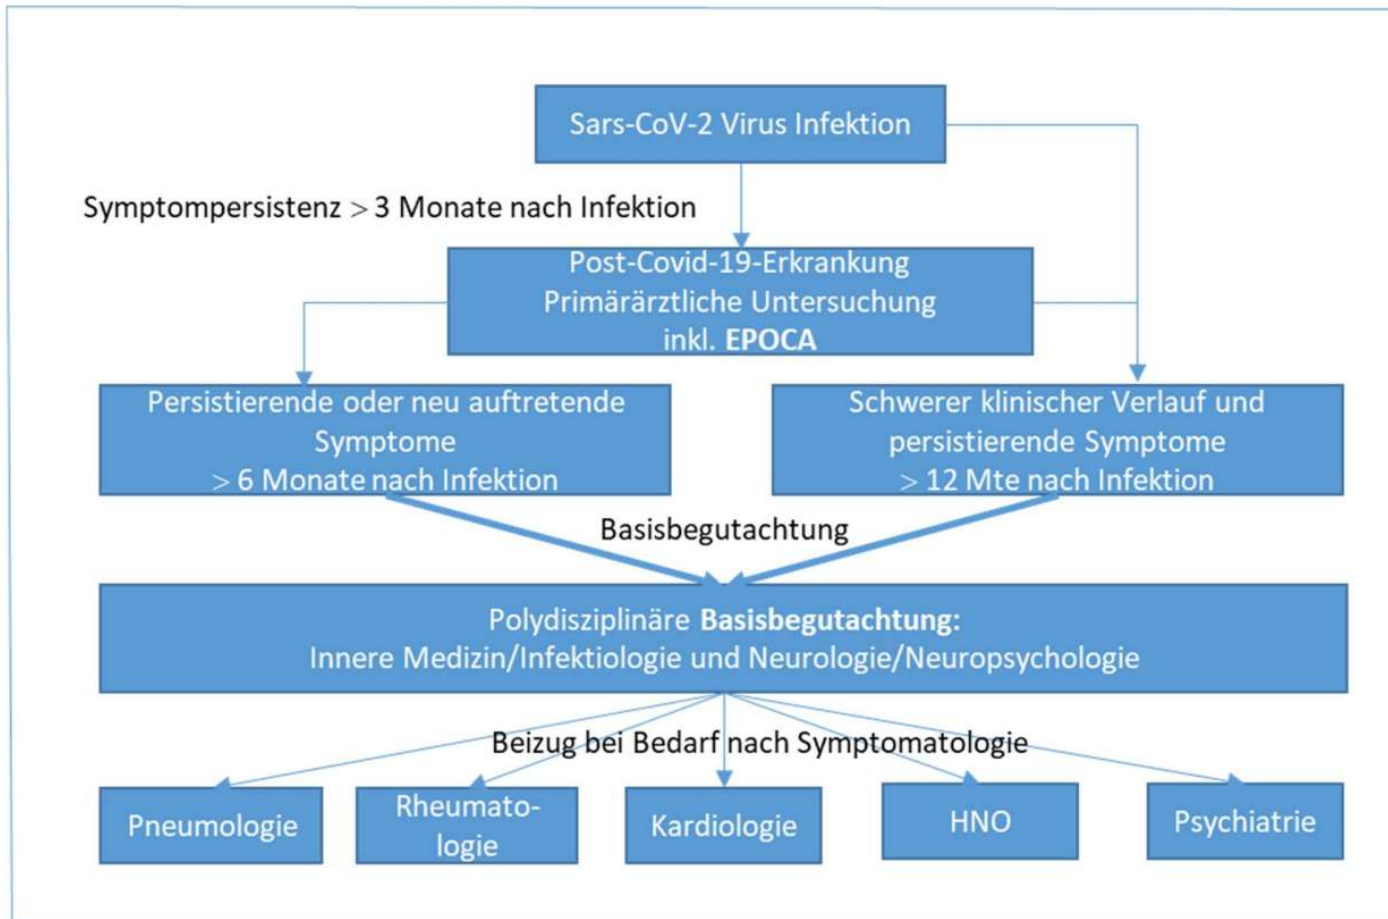 Sars-CoV-2 Virus Infektion
Symptompersistenz > 3 Monate nach Infektion
Post-Covid-19-Erkrankung
Primärärztliche Untersuchung
inkl. EPOCA
Persistierende oder neu auftretende
Symptome
> 6 Monate nach Infektion
Schwerer klinischer Verlauf und
persistierende Symptome
> 12 Mte nach Infektion
Basisbegutachtung
Polydisziplinäre Basisbegutachtung:
Innere Medizin/Infektiologie und Neurologie/Neuropsychologie
Beizug bei Bedarf nach Symptomatologie
Pneumologie
Rheumato-
logie
Kardiologie
HNO
Psychiatrie